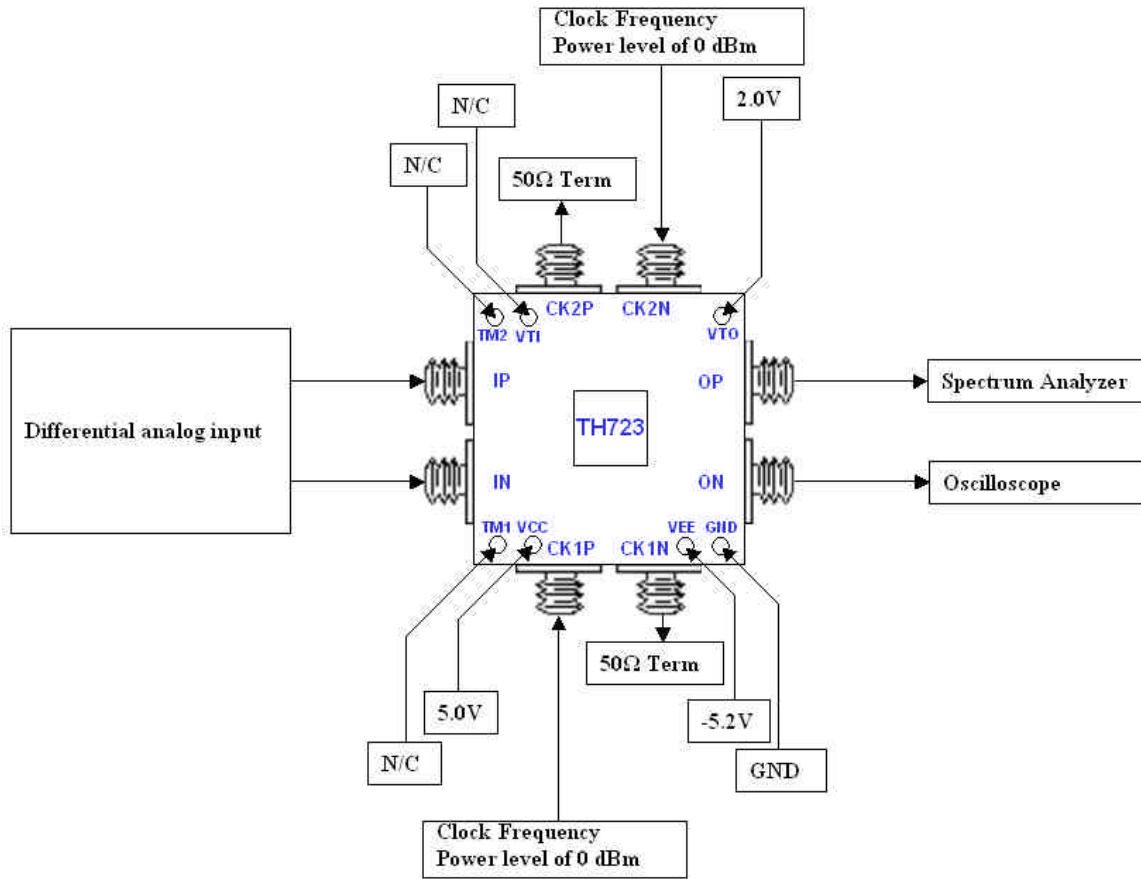 Clock Frequency
Power level of 0 dBm
N/C
2.0V
N/C
50Ω Term
CK2P
CK2N
TM2
VTI
VTO
IP
OP
Spectrum Analyzer
Differential analog input
TH723
IN
ON
Oscilloscope
TM1
VCC
VEE
GND
CK1P
CK1N
50Ω Term
5.0V
-5.2V
N/C
GND
Clock Frequency
Power level of 0 dBm